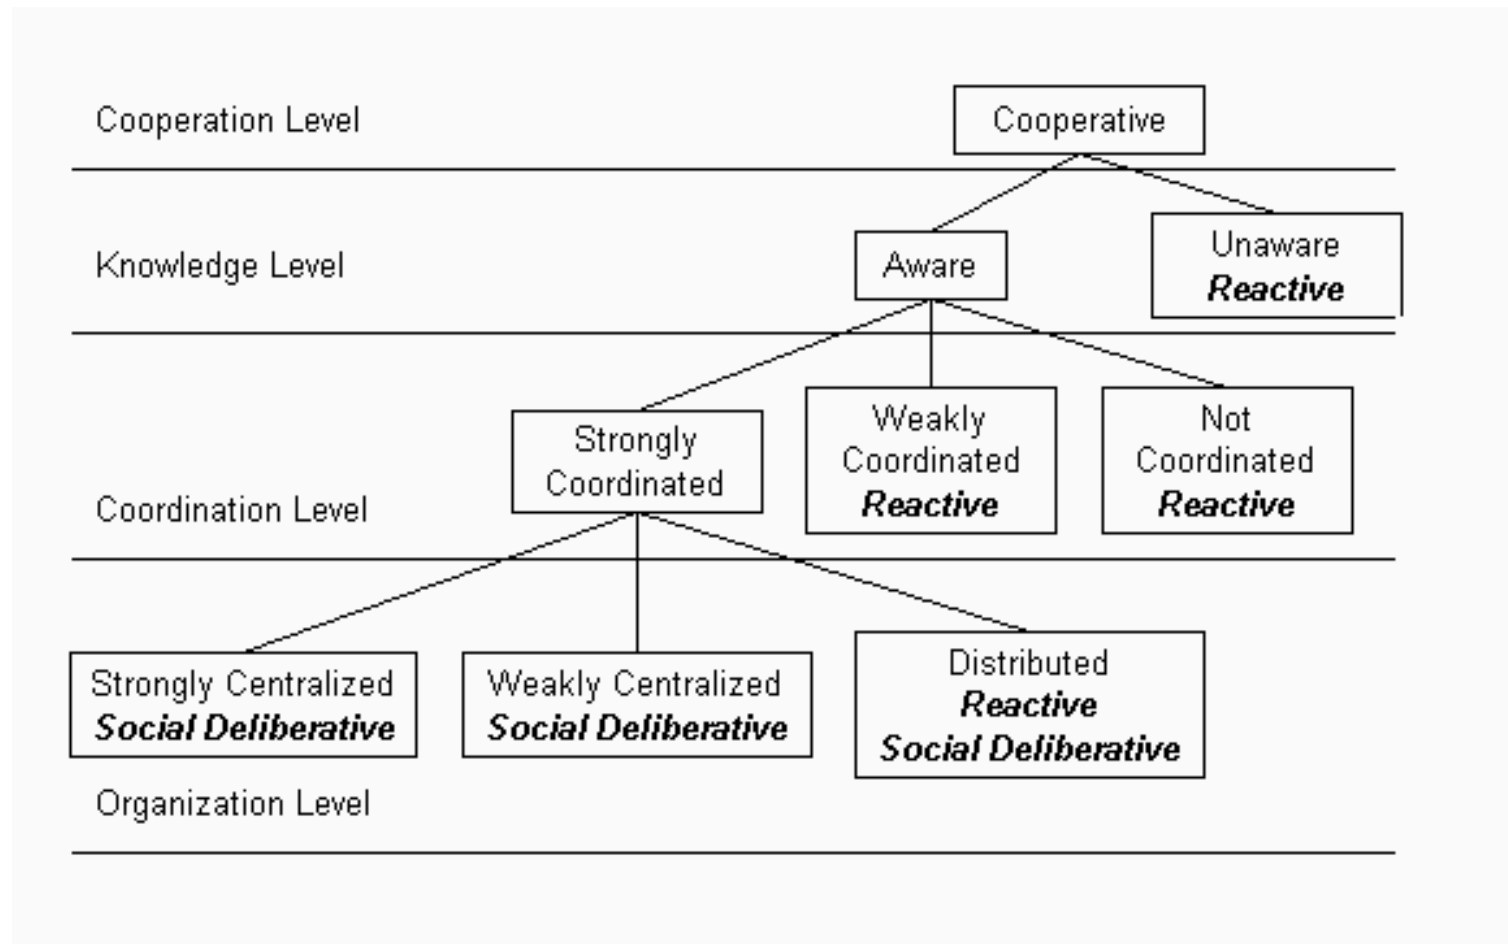 Cooperation Level
Cooperative
Knowledge Level
Aware
Unaware
Reactive
Coordination Level
Strongly
Coordinated
Weakly
Coordinated
Reactive
Not
Coordinated
Reactive
Strongly Centralized
Social Deliberative
Weakly Centralized
Social Deliberative
Distributed
Reactive
Social Deliberative
Organization Level